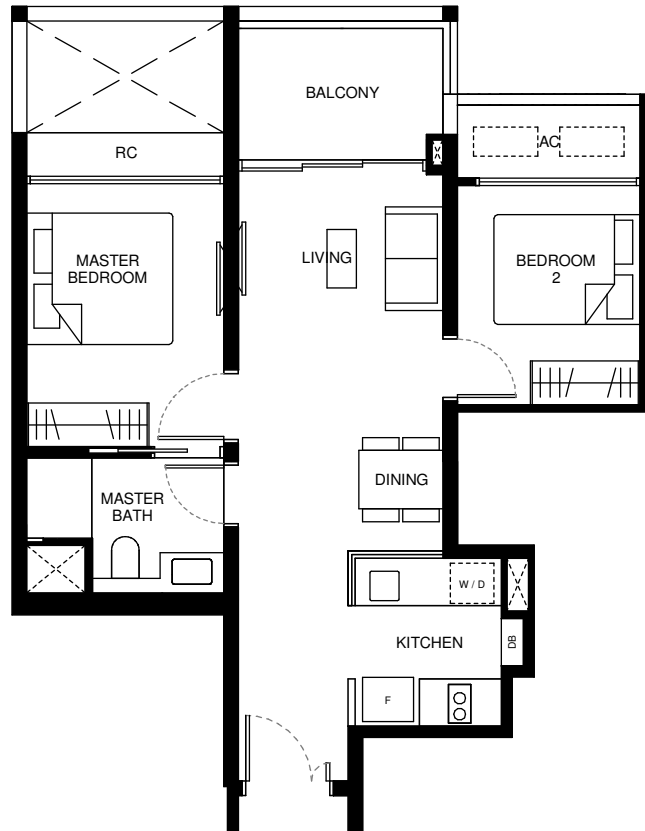 BALCONY
RC
AC
MASTER
BEDROOM
LIVING
BEDROOM
2
DINING
MASTER
BATH
W / D
KITCHEN
DB
F